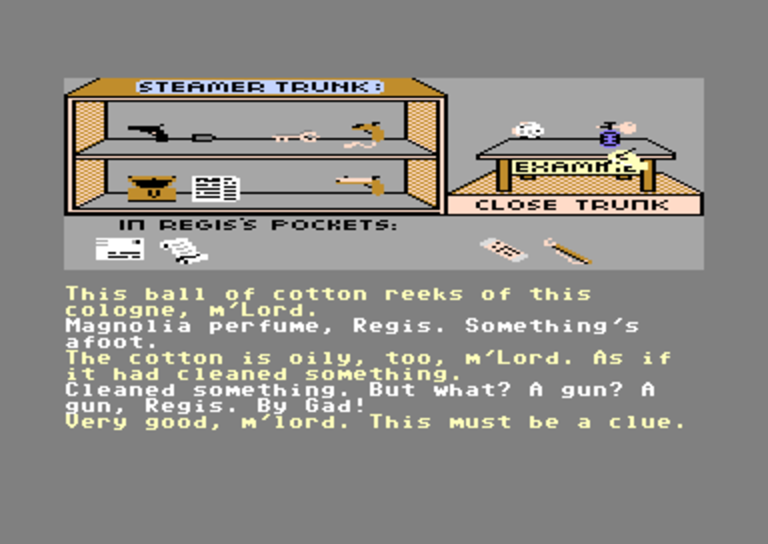 STEAMER TRUNK:
EXAMINE
CLOSE TRUNK
IN REGIS'S POCKETS:
This ball of cotton reeks of this
cologne, m'Lord.
Magnolia perfume, Regis. Something's
afoot.
The cotton is oily, too, m'Lord. As if
it had cleaned something.
Cleaned something. But what? A gun? A
gun, Regis. By Gad!
Very good, m'lord. This must be a clue.